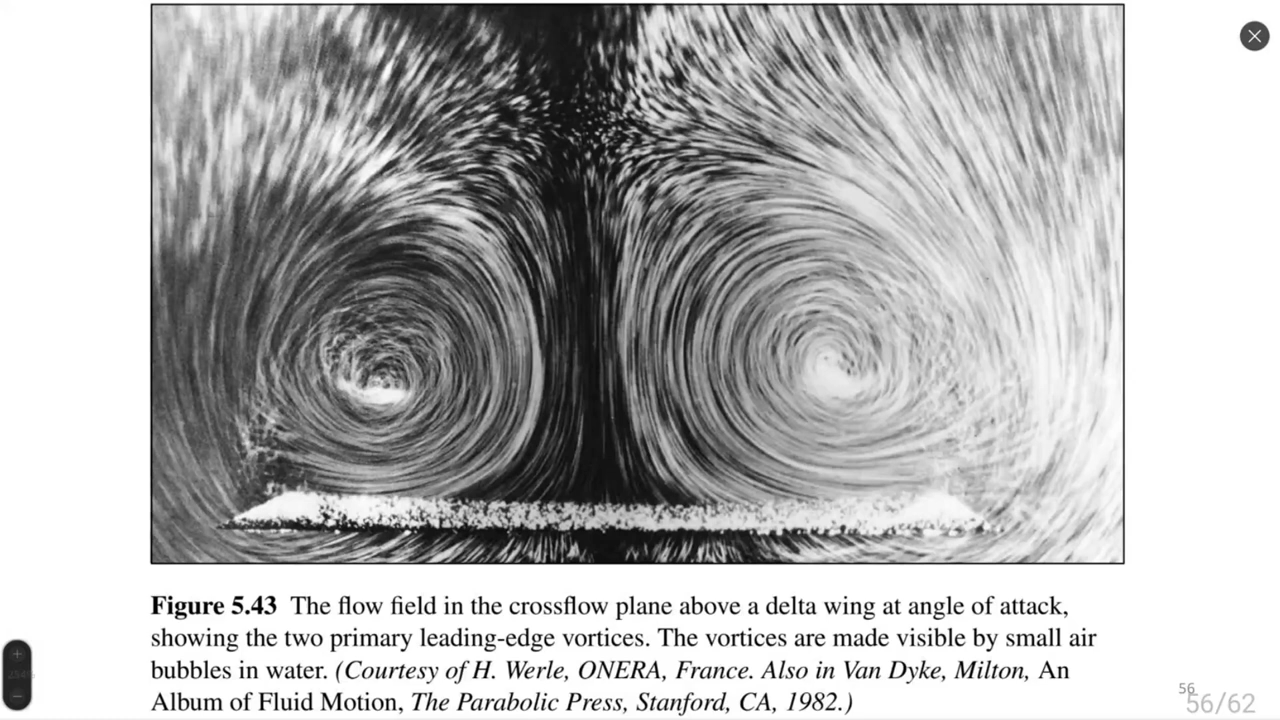 Figure 5.43 The flow field in the crossflow plane above a delta wing at angle of attack,
showing the two primary leading-edge vortices. The vortices are made visible by small air
bubbles in water. (Courtesy of H. Werle, ONERA, France. Also in Van Dyke, Milton, An
Album of Fluid Motion, The Parabolic Press, Stanford, CA, 1982.)
56
56/62